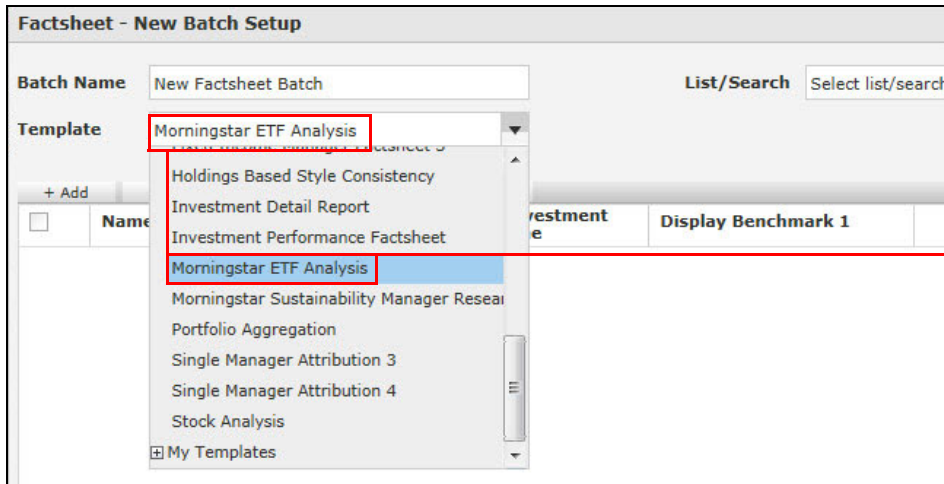 Factsheet - New Batch Setup
Batch Name New Factsheet Batch List/Search Select list/search
Template Morningstar ETF Analysis
Holdings Based Style Consistency
+ Add
Investment Detail Report
Name
Display Benchmark 1
Investment Performance Factsheet
Morningstar ETF Analysis
Morningstar Sustainability Manager Resear
Portfolio Aggregation
Single Manager Attribution 3
Single Manager Attribution 4
Stock Analysis
My Templates